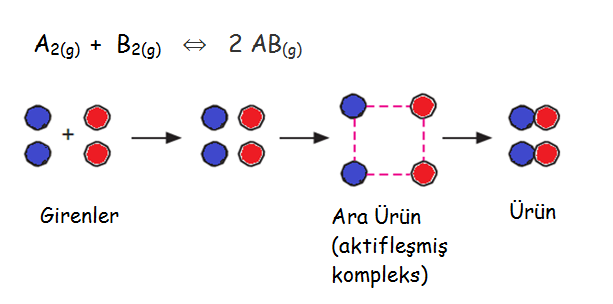 A2(g) + B2(g) ⇔ 2 AB(g)
+
Girenler
Ara Ürün
(aktifleşmiş
kompleks)
Ürün